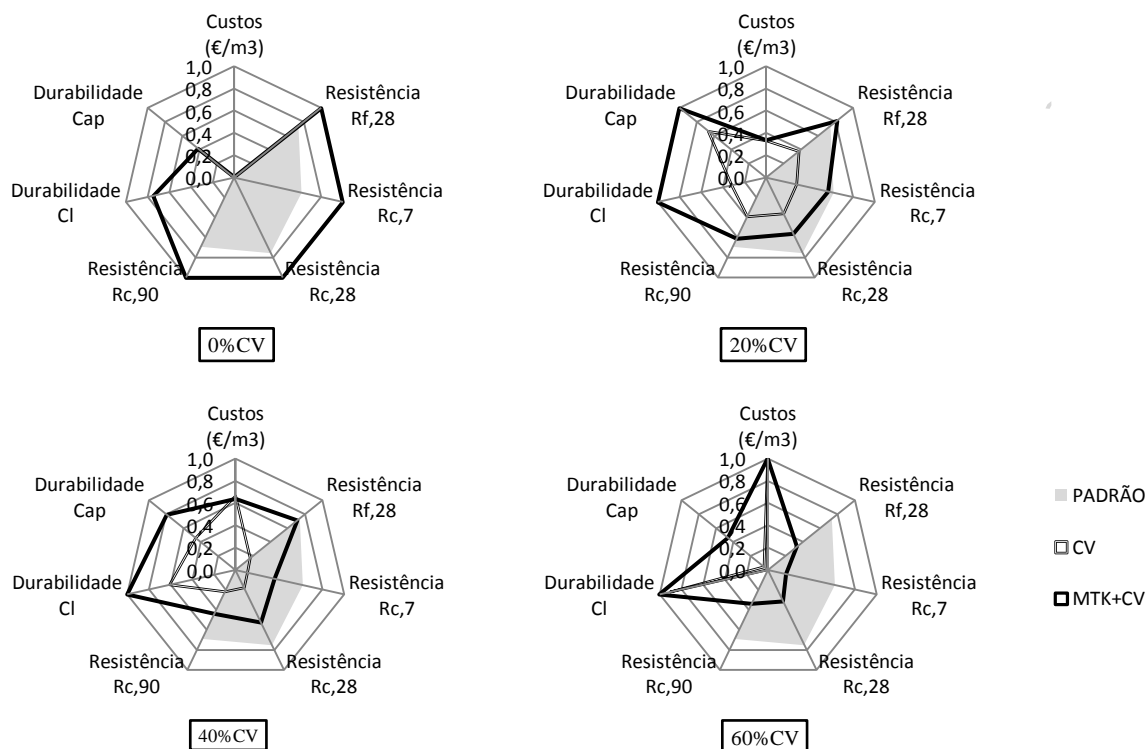 Custos
(€/m3)
1,0
0,8
0,6
0,4
0,2
0,0
Resistência
Rf,28
Resistência
Rc,7
Resistência
Rc,28
Resistência
Rc,90
Durabilidade
Cl
Durabilidade
Cap
0%CV
Custos
(€/m3)
1,0
0,8
0,6
0,4
0,2
0,0
Resistência
Rf,28
Resistência
Rc,7
Resistência
Rc,28
Resistência
Rc,90
Durabilidade
Cl
Durabilidade
Cap
20%CV
Custos
(€/m3)
1,0
0,8
0,6
0,4
0,2
0,0
Resistência
Rf,28
Resistência
Rc,7
Resistência
Rc,28
Resistência
Rc,90
Durabilidade
Cl
Durabilidade
Cap
40%CV
Custos
(€/m3)
1,0
0,8
0,6
0,4
0,2
0,0
Resistência
Rf,28
Resistência
Rc,7
Resistência
Rc,28
Resistência
Rc,90
Durabilidade
Cl
Durabilidade
Cap
60%CV
PADRÃO
CV
MTK+CV